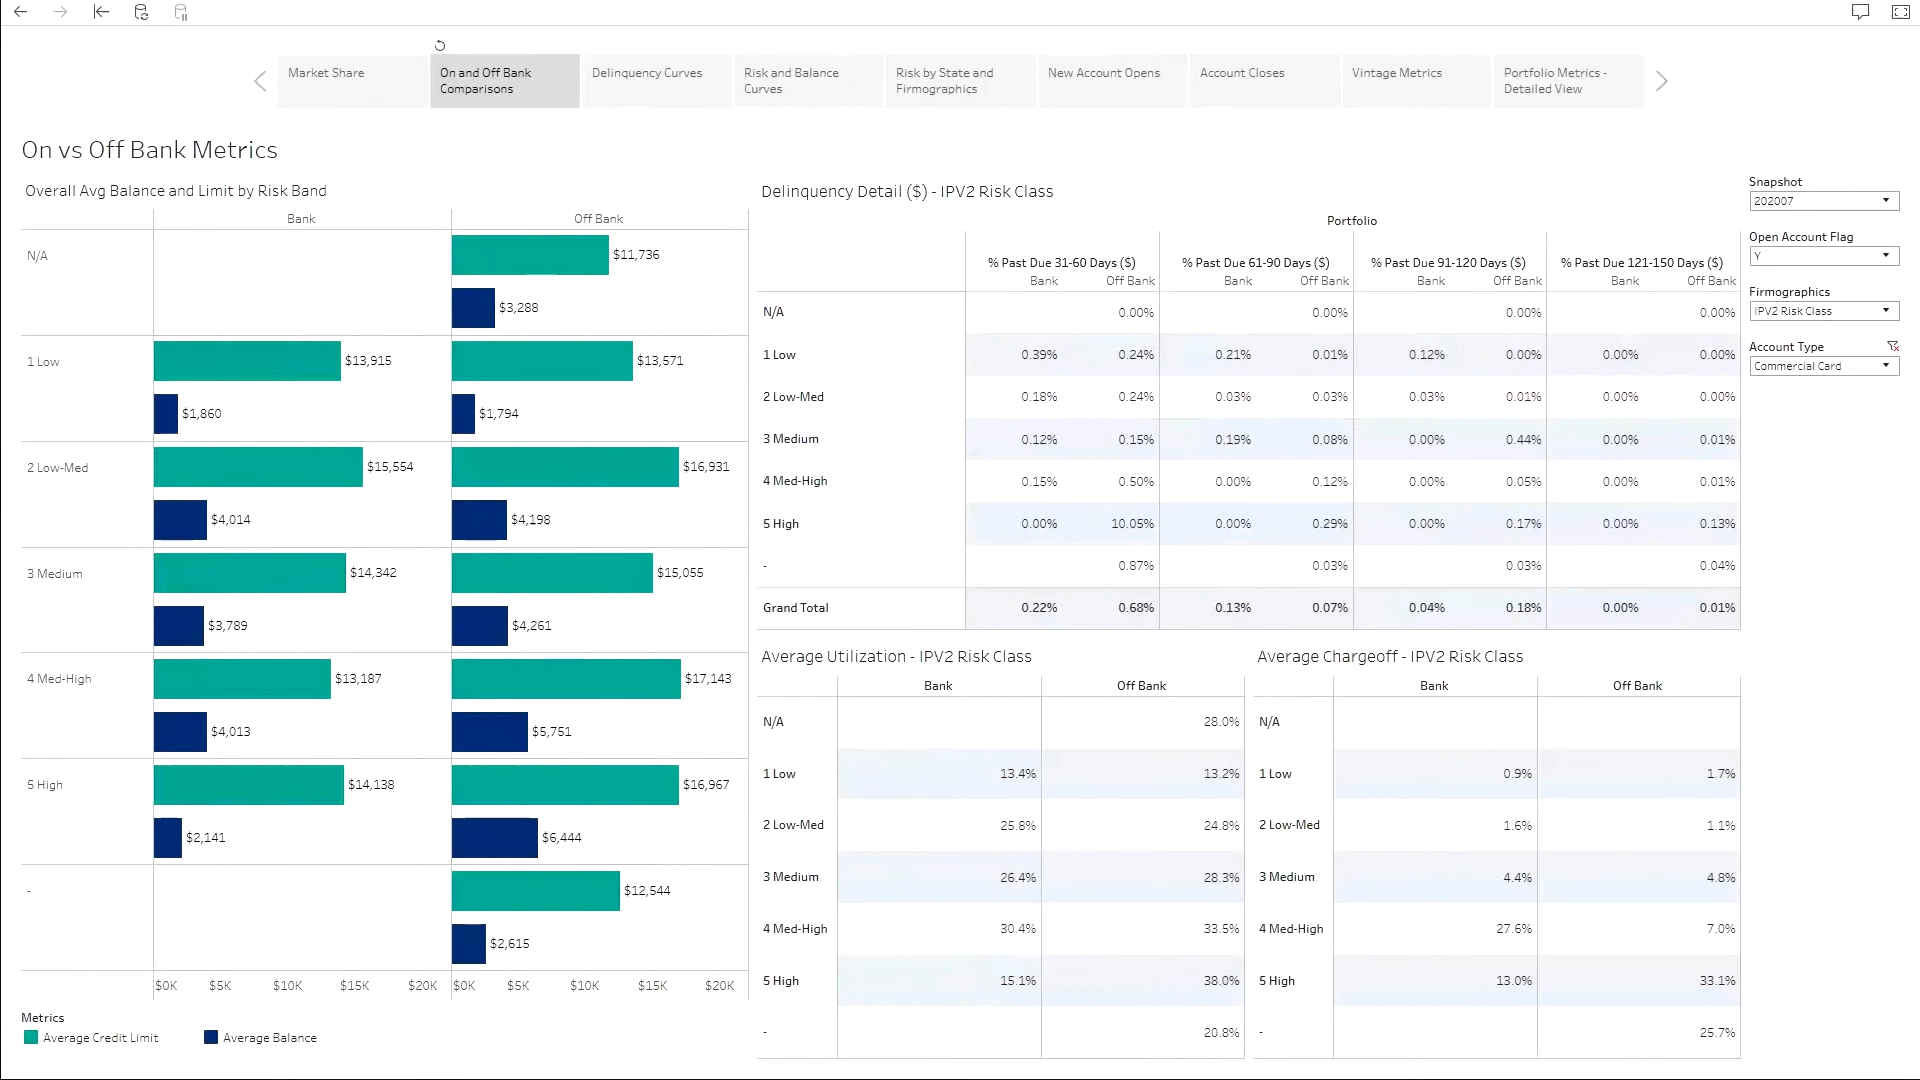 Market Share
On and Off Bank
Comparisons
Delinquency Curves
Risk and Balance
Curves
Risk by State and
Firmographics
New Account Opens
Account Closes
Vintage Metrics
Portfolio Metrics -
Detailed View
On vs Off Bank Metrics
Overall Avg Balance and Limit by Risk Band
Bank Off Bank
N/A $11,736
$3,288
1 Low $13,915 $13,571
$1,860 $1,794
2 Low-Med $15,554 $16,931
$4,014 $4,198
3 Medium $14,342 $15,055
$3,789 $4,261
4 Med-High $13,187 $17,143
$4,013 $5,751
5 High $14,138 $16,967
$2,141 $6,444
- $12,544
$2,615
$0K $5K $10K $15K $20K $0K $5K $10K $15K $20K
Metrics
Average Credit Limit Average Balance
Delinquency Detail ($) - IPV2 Risk Class
Portfolio
% Past Due 31-60 Days ($) % Past Due 61-90 Days ($) % Past Due 91-120 Days ($) % Past Due 121-150 Days ($)
Bank Off Bank Bank Off Bank Bank Off Bank Bank Off Bank
N/A 0.00% 0.00% 0.00% 0.00%
1 Low 0.39% 0.24% 0.21% 0.01% 0.12% 0.00% 0.00% 0.00%
2 Low-Med 0.18% 0.24% 0.03% 0.03% 0.03% 0.01% 0.00% 0.00%
3 Medium 0.12% 0.15% 0.19% 0.08% 0.00% 0.44% 0.00% 0.01%
4 Med-High 0.15% 0.50% 0.00% 0.12% 0.00% 0.05% 0.00% 0.01%
5 High 0.00% 10.05% 0.00% 0.29% 0.00% 0.17% 0.00% 0.13%
- 0.87% 0.03% 0.03% 0.04%
Grand Total 0.22% 0.68% 0.13% 0.07% 0.04% 0.18% 0.00% 0.01%
Average Utilization - IPV2 Risk Class
Bank Off Bank
N/A 28.0%
1 Low 13.4% 13.2%
2 Low-Med 25.8% 24.8%
3 Medium 26.4% 28.3%
4 Med-High 30.4% 33.5%
5 High 15.1% 38.0%
- 20.8%
Average Chargeoff - IPV2 Risk Class
Bank Off Bank
N/A
1 Low 0.9% 1.7%
2 Low-Med 1.6% 1.1%
3 Medium 4.4% 4.8%
4 Med-High 27.6% 7.0%
5 High 13.0% 33.1%
- 25.7%
Snapshot
202007
Open Account Flag
Y
Firmographics
IPV2 Risk Class
Account Type
Commercial Card